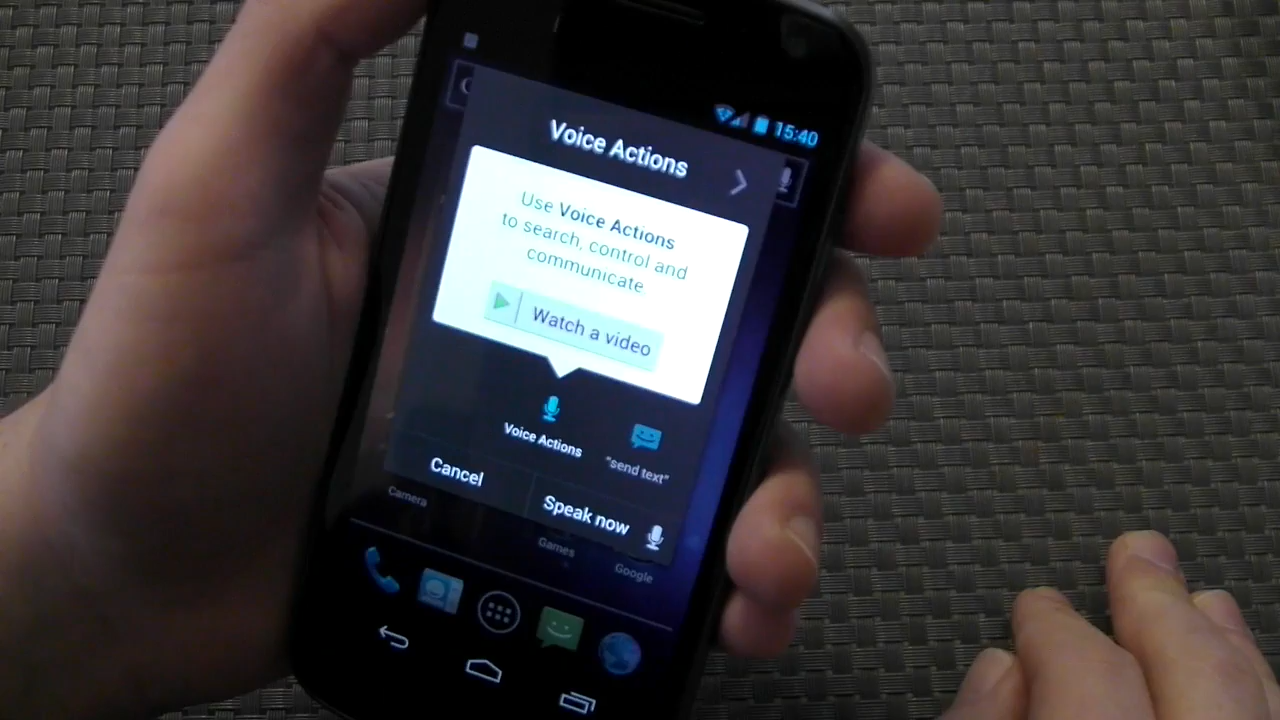 15:40
Voice Actions
Use Voice Actions
to search, control and
communicate
Watch a video
Voice Actions
"send text"
Cancel
Speak now
Camera
Games
Google